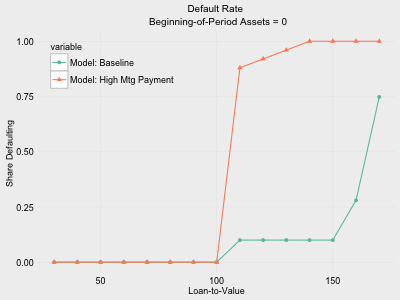 Default Rate
Beginning-of-Period Assets = 0
variable
Model: Baseline
Model: High Mtg Payment
Share Defaulting
1.00
0.75
0.50
0.25
0.00
50
100
150
Loan-to-Value